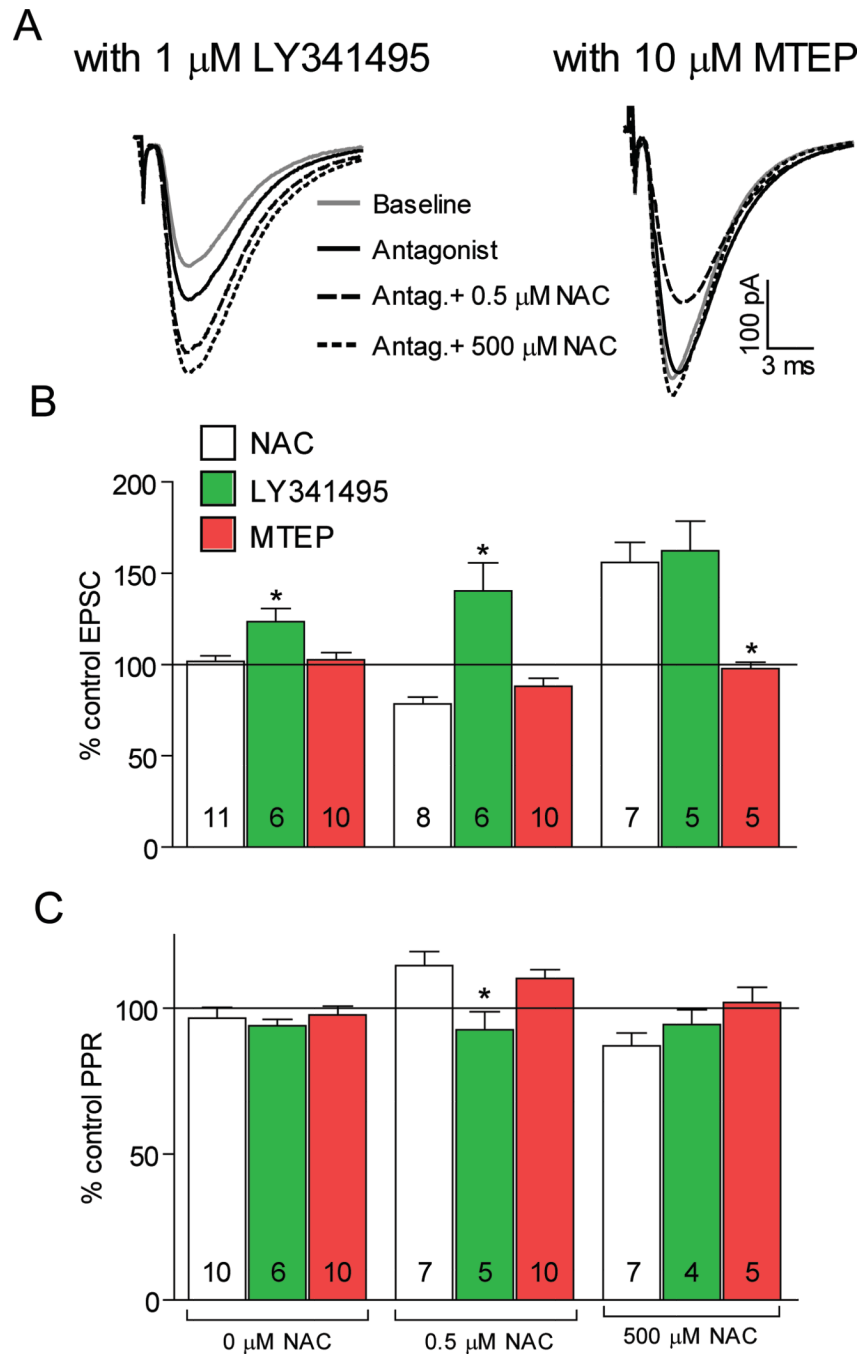 A
with 1 μM LY341495
with 10 μM MTEP
Baseline
Antagonist
Antag.+ 0.5 μM NAC
Antag.+ 500 μM NAC
100 pA
3 ms
B
NAC
LY341495
MTEP
% control EPSC
200
150
100
50
0
*
*
*
11 6 10 8 6 10 7 5 5
C
% control PPR
100
50
0
*
10 6 10 7 5 10 7 4 5
0 μM NAC 0.5 μM NAC 500 μM NAC